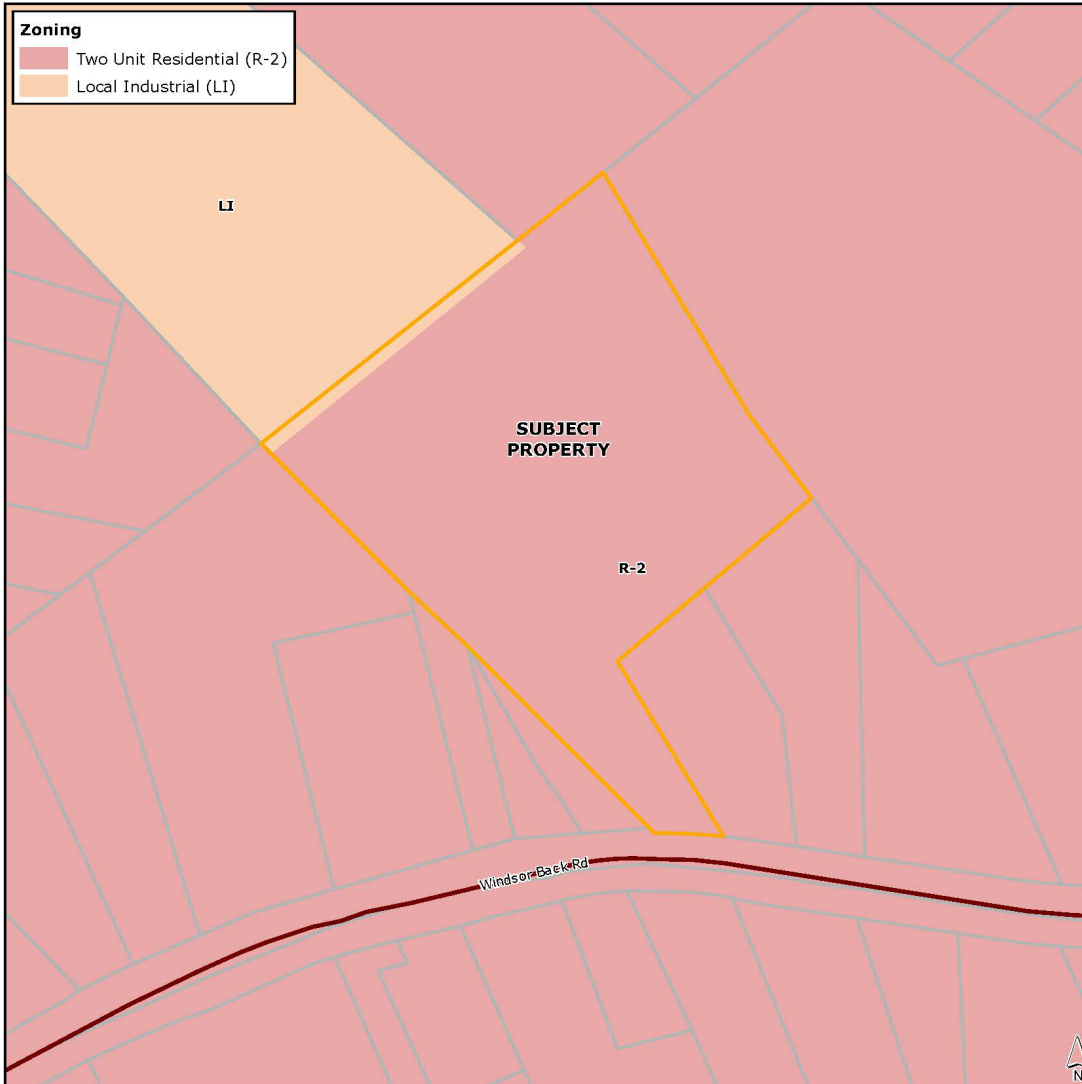 Zoning
Two Unit Residential (R-2)
Local Industrial (LI)
LI
SUBJECT
PROPERTY
R-2
Windsor Back Rd
N